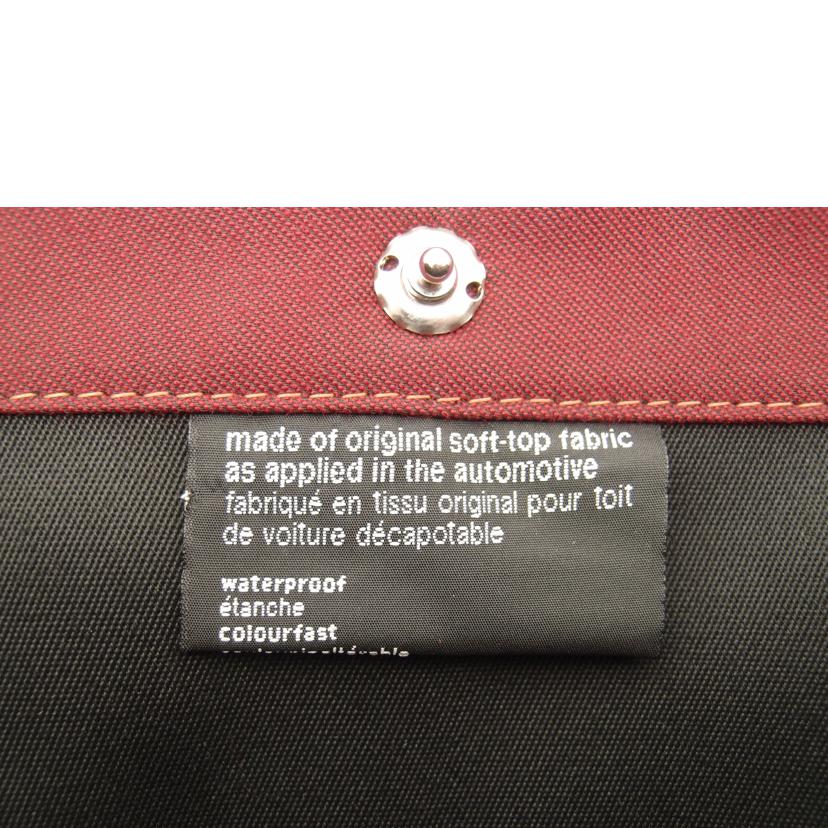 made of original soft-top fabric
as applied in the automotive
fabriqué en tissu original pour toit
de voiture décapotable
waterproof
étanche
colourfast